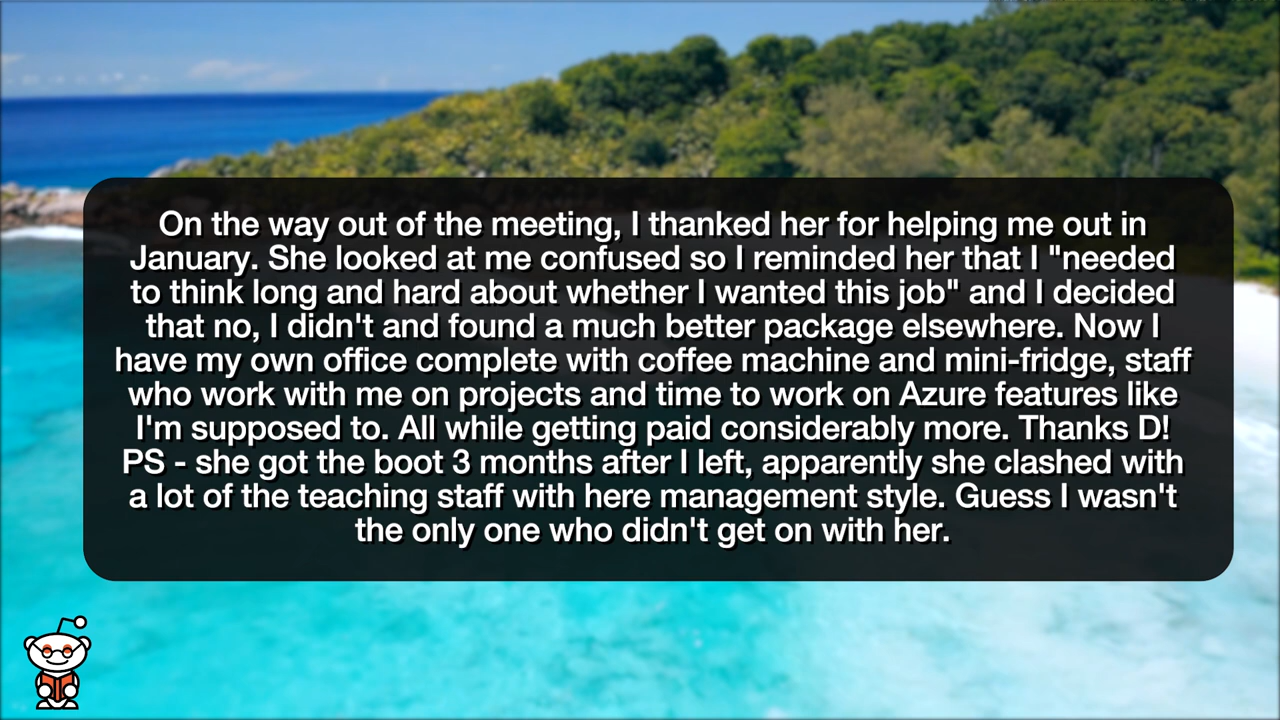 On the way out of the meeting, I thanked her for helping me out in
January. She looked at me confused so I reminded her that I "needed
to think long and hard about whether I wanted this job" and I decided
that no, I didn't and found a much better package elsewhere. Now I
have my own office complete with coffee machine and mini-fridge, staff
who work with me on projects and time to work on Azure features like
I'm supposed to. All while getting paid considerably more. Thanks D!
PS - she got the boot 3 months after I left, apparently she clashed with
a lot of the teaching staff with here management style. Guess I wasn't
the only one who didn't get on with her.